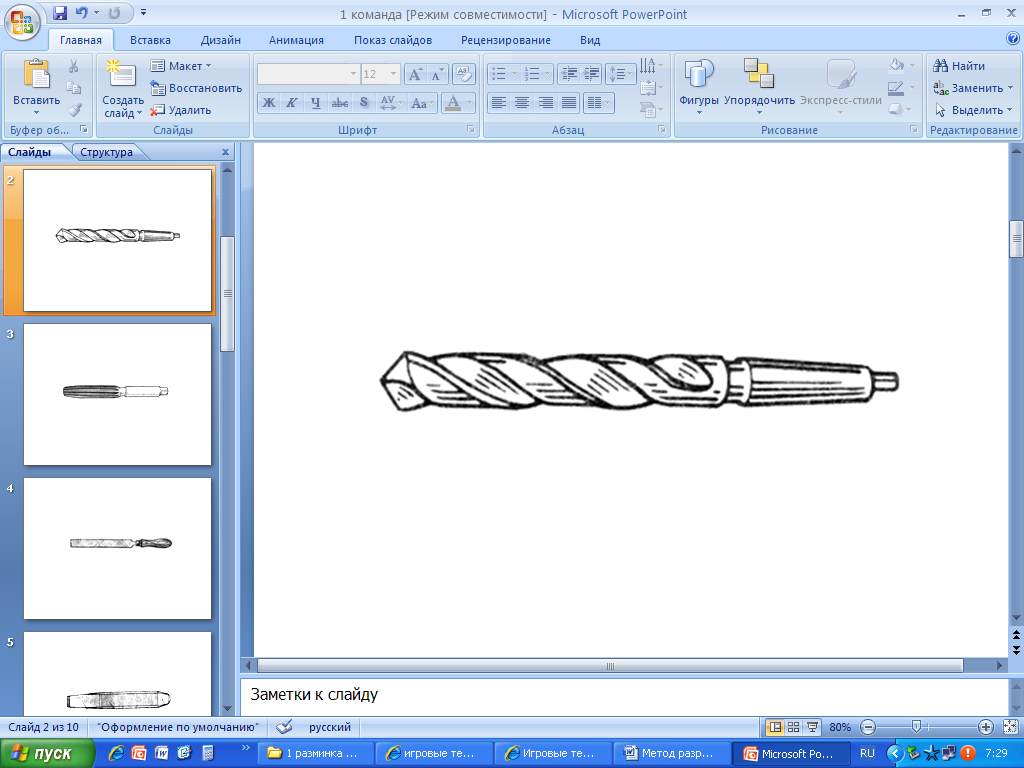 1 команда [Режим совместимости] - Microsoft PowerPoint
Главная Вставка Дизайн Анимация Показ слайдов Рецензирование Вид
Вставить
Создать слайд
Макет
Восстановить
Удалить
12
Ж К Ч abc S AV Aa A
Фигуры Упорядочить Экспресс-стили
Найти
Заменить
Выделить
Буфер об... Слайды Шрифт Абзац Рисование Редактирование
Слайды Структура x
2
3
4
5
Заметки к слайду
Слайд 2 из 10 "Оформление по умолчанию" русский 80%
пуск 1 разминка ... игровые те... Игровые те... Метод разр... Microsoft Po... RU 7:29